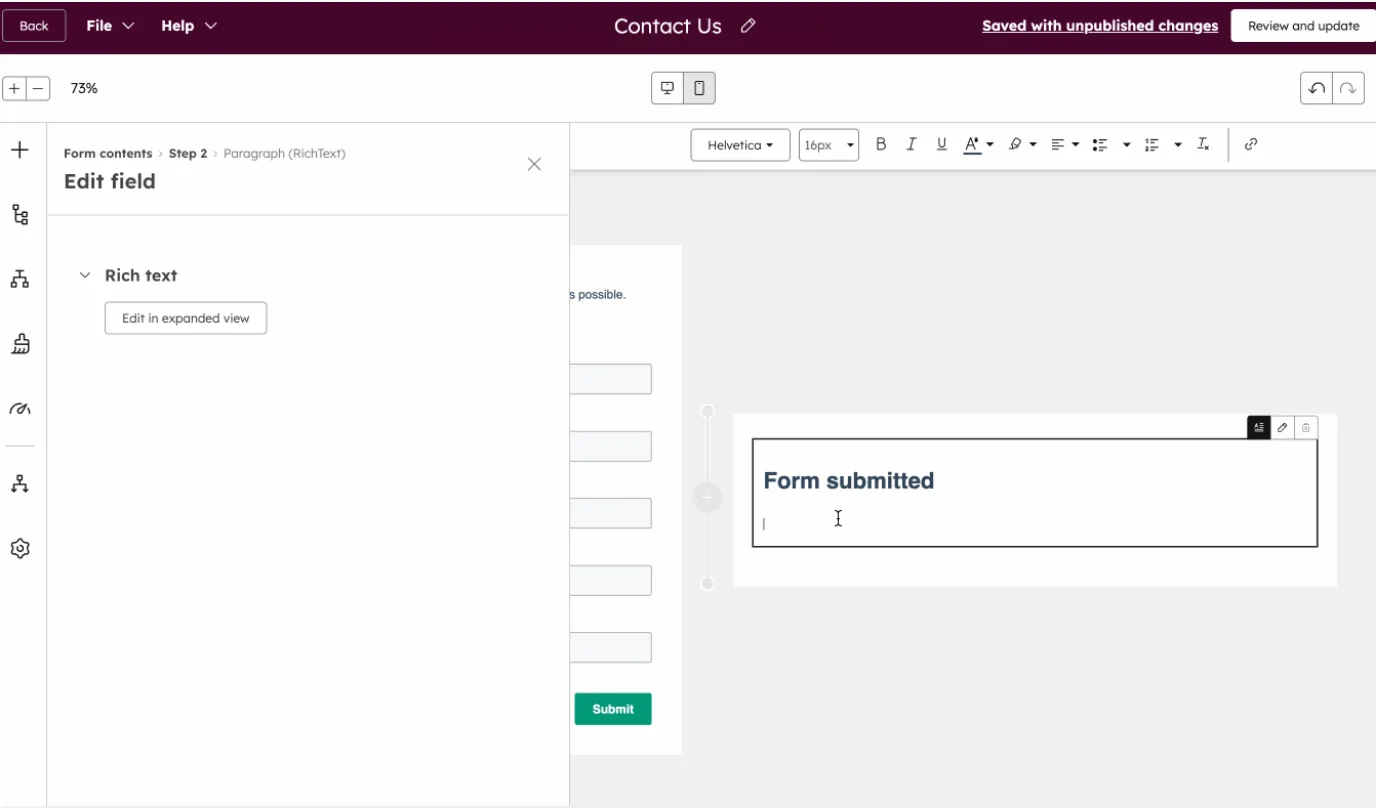 Back File Help Contact Us Saved with unpublished changes Review and update
73%
Form contents › Step 2 › Paragraph (RichText)
Edit field
Helvetica 16px B I U A
Rich text
Edit in expanded view
s possible.
Form submitted
Submit